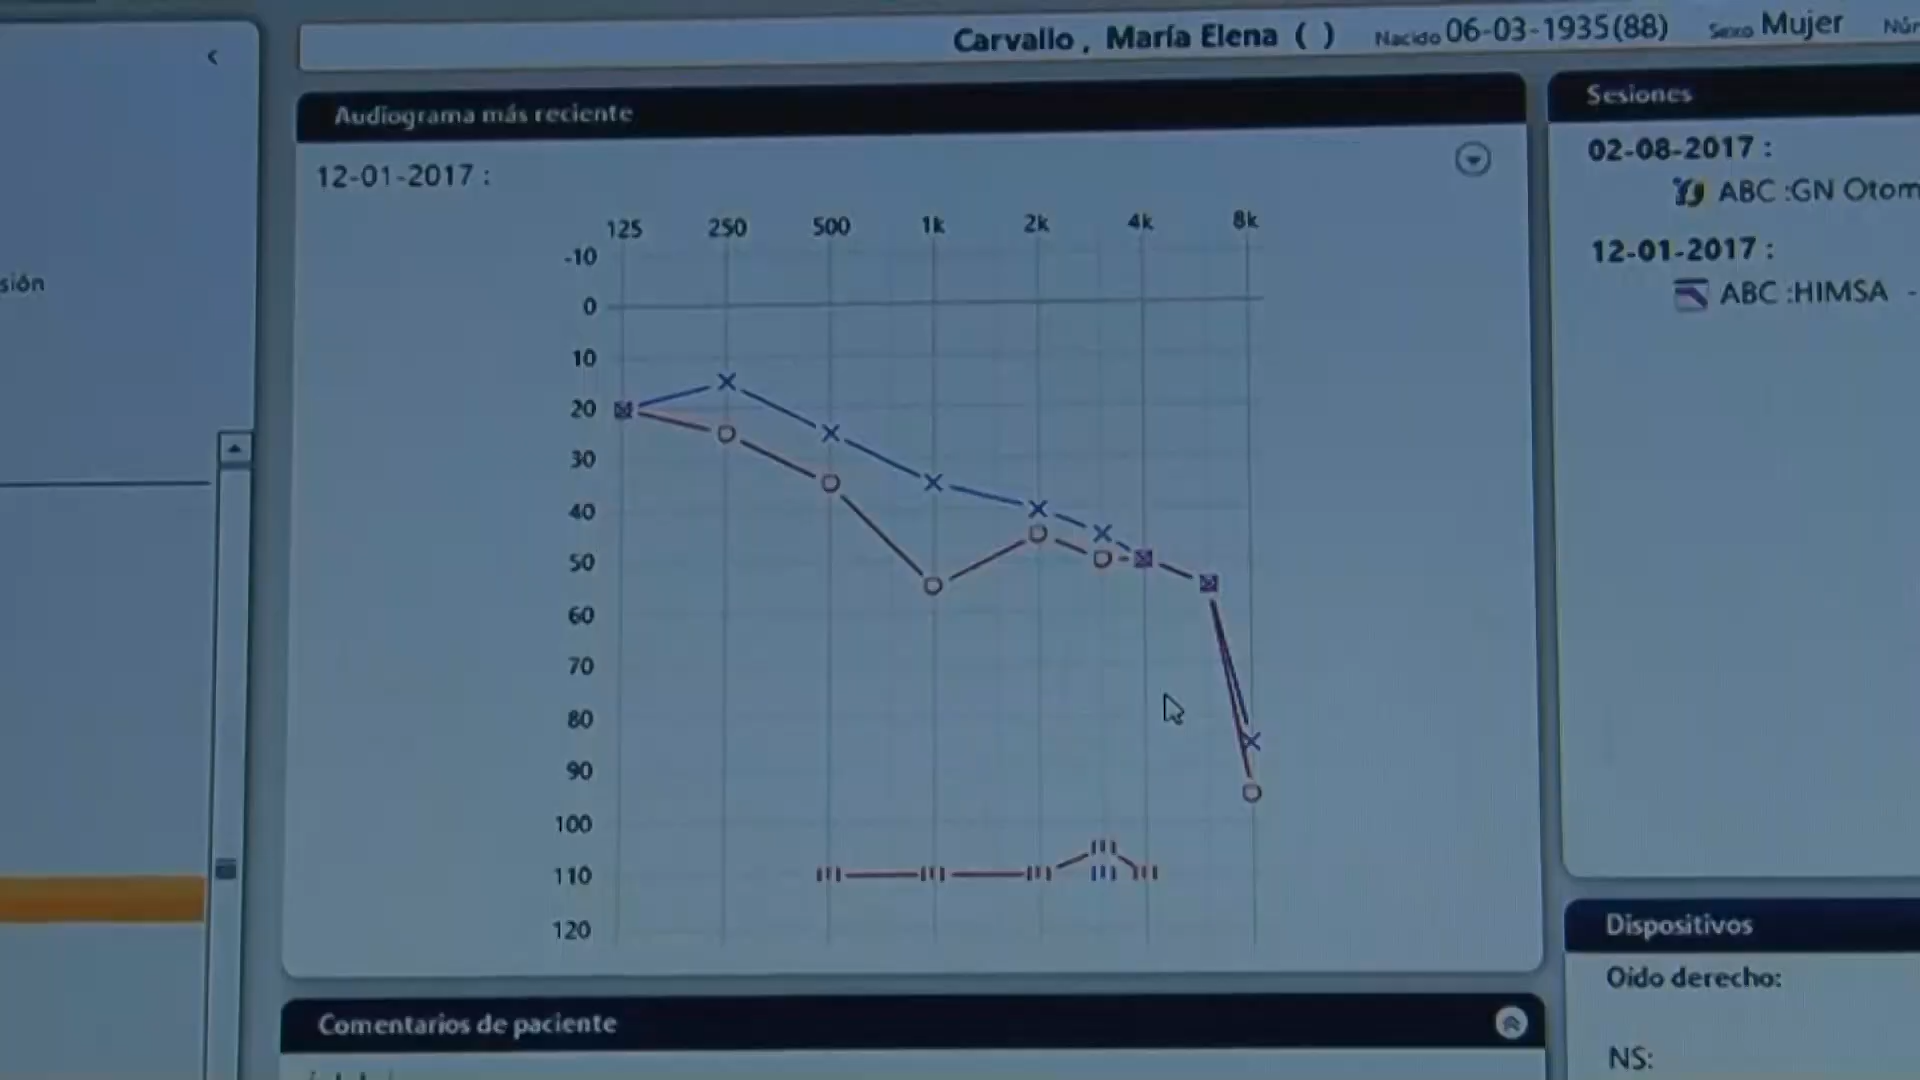 Carvallo , María Elena ( ) Nacido 06-03-1935(88) Sexo Mujer
Audiograma más reciente
12-01-2017 :
125 250 500 1k 2k 4k 8k
-10
0
10
20
30
40
50
60
70
80
90
100
110
120
Comentarios de paciente
sión
Sesiones
02-08-2017 :
ABC :GN Otom
12-01-2017 :
ABC :HIMSA -
Dispositivos
Oido derecho:
NS: